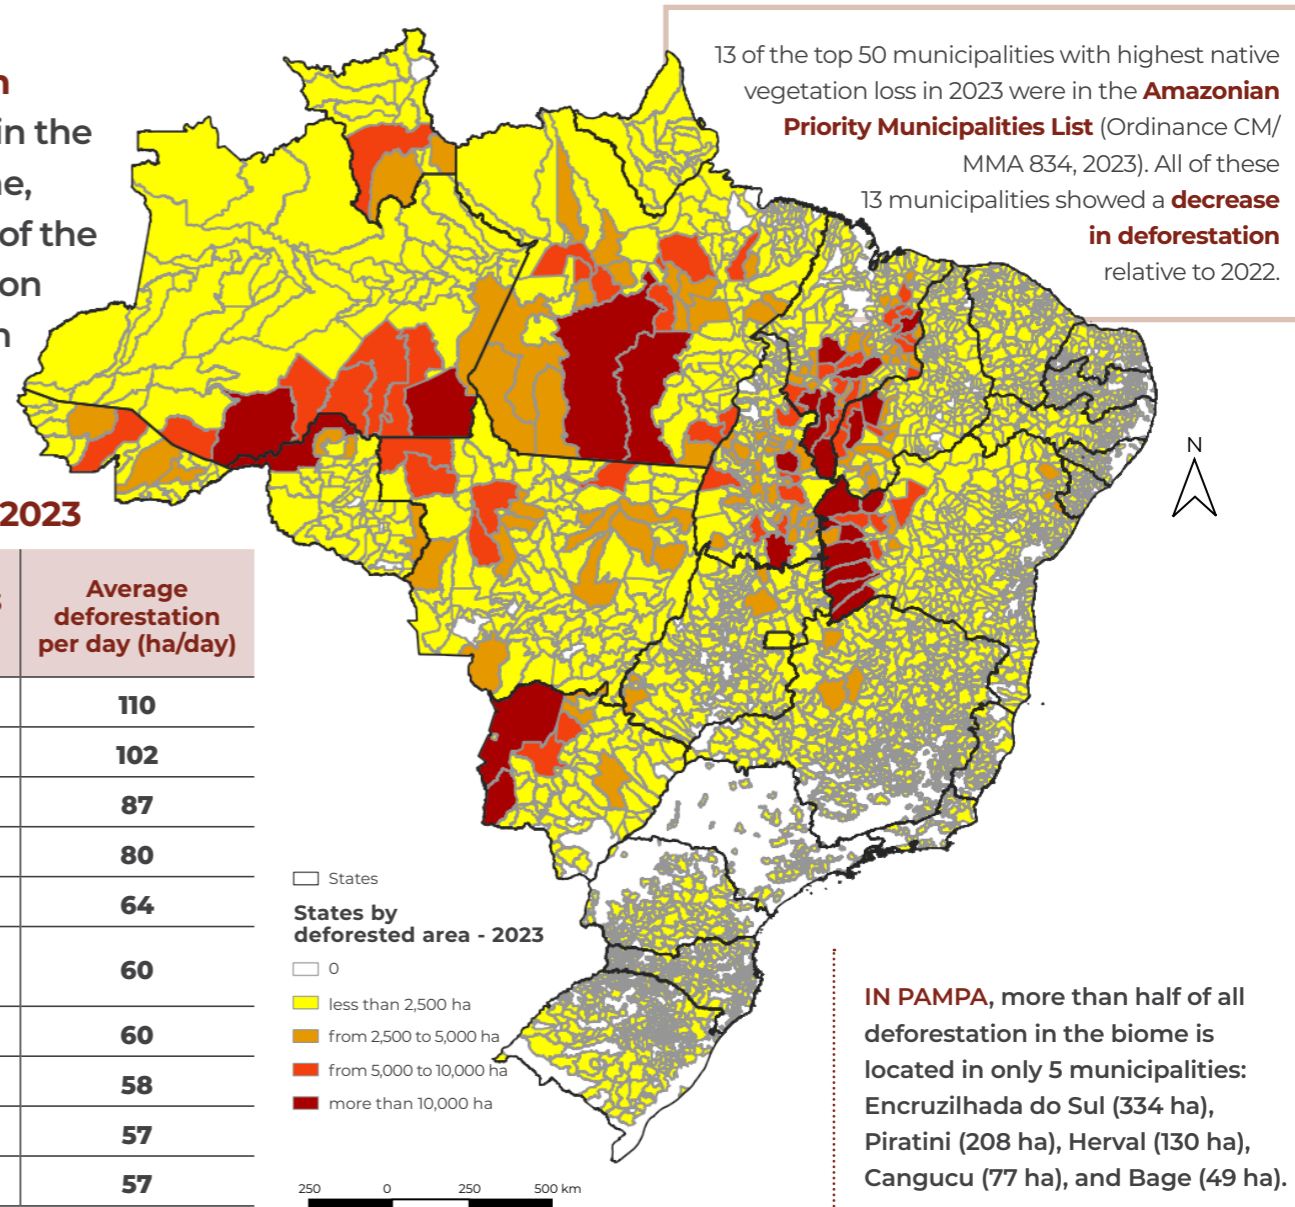 n
in the
ne,
of the
on
n
13 of the top 50 municipalities with highest native
vegetation loss in 2023 were in the Amazonian
Priority Municipalities List (Ordinance CM/
MMA 834, 2023). All of these
13 municipalities showed a decrease
in deforestation
relative to 2022.
N
2023
s
Average
deforestation
per day (ha/day)
110
102
87
80
64
60
60
58
57
57
States
States by
deforested area - 2023
0
less than 2,500 ha
from 2,500 to 5,000 ha
from 5,000 to 10,000 ha
more than 10,000 ha
250 0 250 500 km
IN PAMPA, more than half of all
deforestation in the biome is
located in only 5 municipalities:
Encruzilhada do Sul (334 ha),
Piratini (208 ha), Herval (130 ha),
Cangucu (77 ha), and Bage (49 ha).